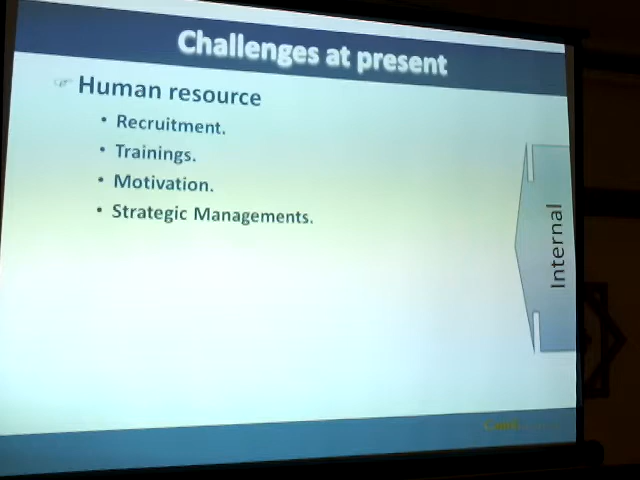 Challenges at present
Human resource
• Recruitment.
• Trainings.
• Motivation.
• Strategic Managements.
Internal